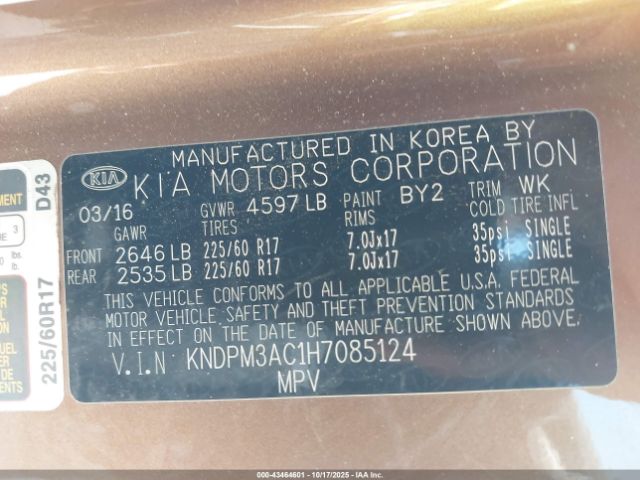 MANUFACTURED IN KOREA BY
KIA KIA MOTORS CORPORATION
03/16 GVWR 4597 LB PAINT BY2 TRIM WK
GAWR TIRES RIMS COLD TIRE INFL
FRONT 2646 LB 225/60 R17 7.0Jx17 35psi SINGLE
REAR 2535 LB 225/60 R17 7.0Jx17 35psi SINGLE
THIS VEHICLE CONFORMS TO ALL APPLICABLE U.S.A. FEDERAL
MOTOR VEHICLE SAFETY AND THEFT PREVENTION STANDARDS
IN EFFECT ON THE DATE OF MANUFACTURE SHOWN ABOVE.
V.I.N KNDPM3AC1H7085124
MPV
D43
225/60R17
3
lbs.
000-43464601 - 10/17/2025 -